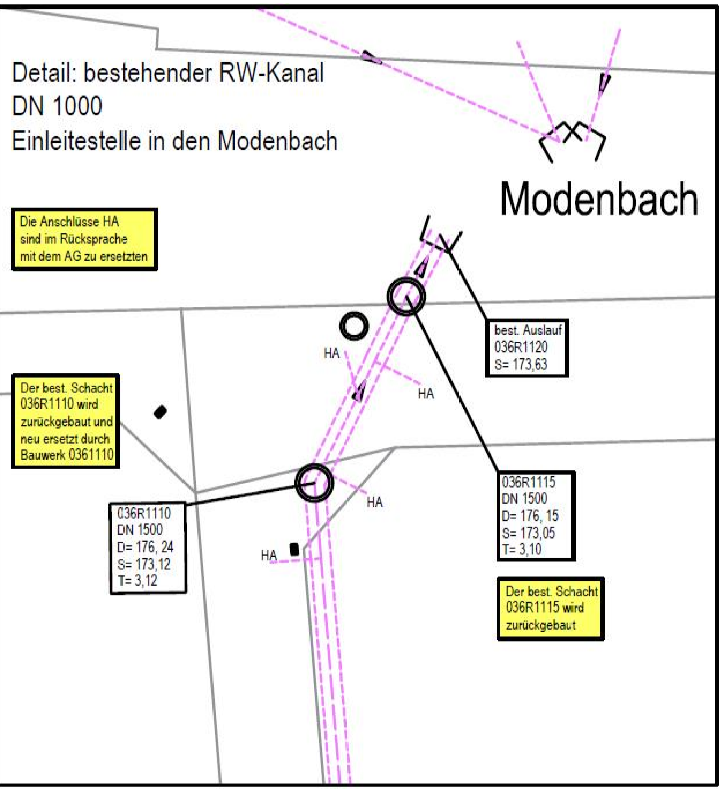 Detail: bestehender RW-Kanal
DN 1000
Einleitestelle in den Modenbach
Modenbach
Die Anschlüsse HA
sind im Rücksprache
mit dem AG zu ersetzten
best. Auslauf
036R1120
S= 173,63
HA
HA
Der best. Schacht
036R1110 wird
zurückgebaut und
neu ersetzt durch
Bauwerk 0361110
036R1115
DN 1500
D= 176, 15
S= 173,05
T= 3,10
HA
036R1110
DN 1500
D= 176, 24
S= 173,12
T= 3,12
HA
Der best. Schacht
036R1115 wird
zurückgebaut